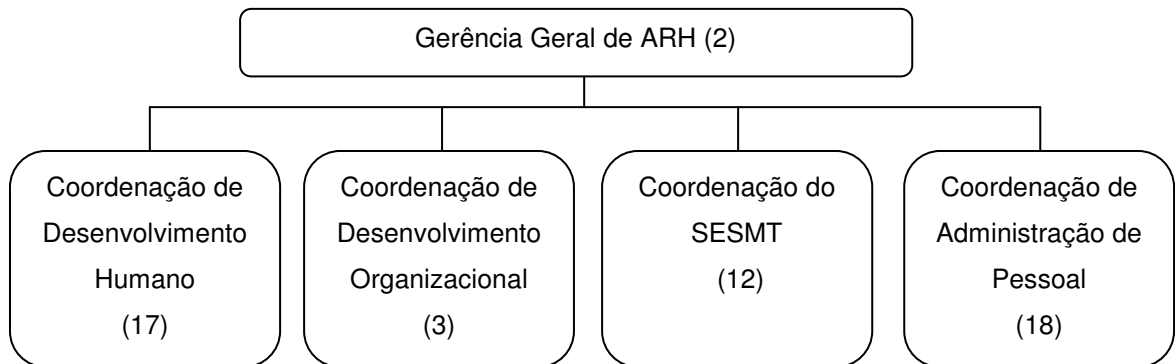 Gerência Geral de ARH (2)
Coordenação de
Desenvolvimento
Humano
(17)
Coordenação de
Desenvolvimento
Organizacional
(3)
Coordenação do
SESMT
(12)
Coordenação de
Administração de
Pessoal
(18)